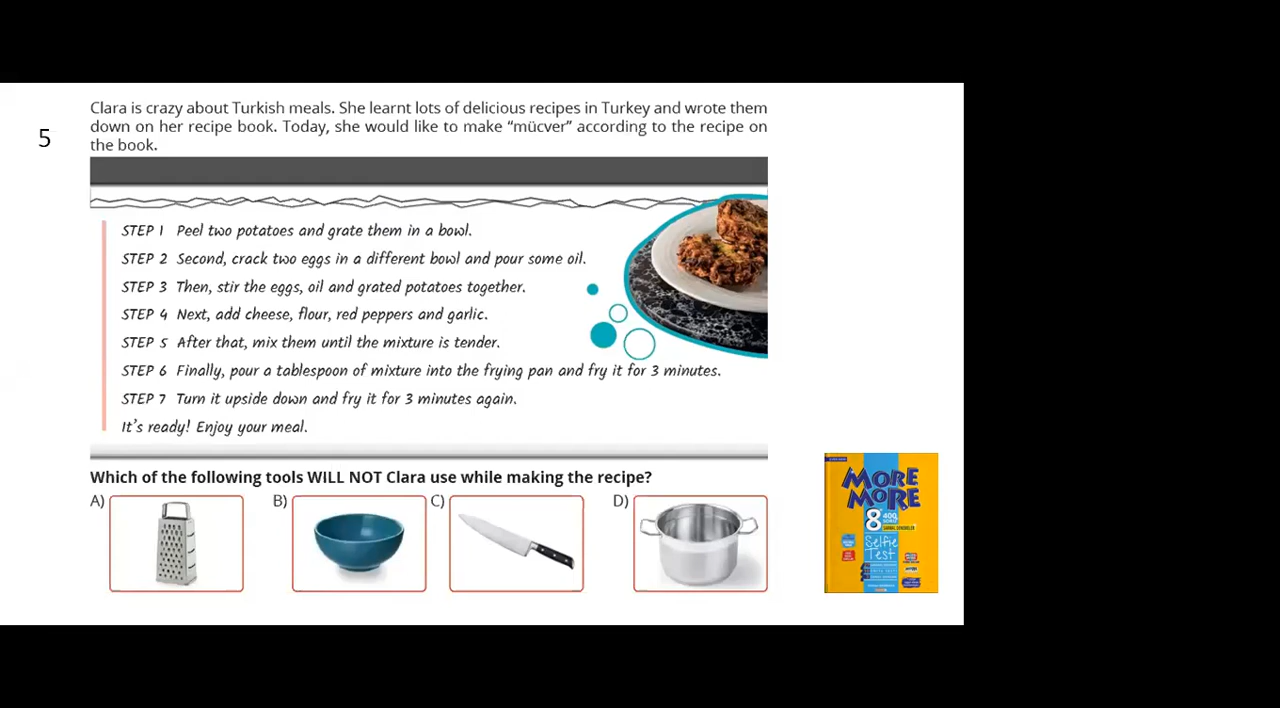 Clara is crazy about Turkish meals. She learnt lots of delicious recipes in Turkey and wrote them
5
down on her recipe book. Today, she would like to make “mücver” according to the recipe on
the book.
STEP 1 Peel two potatoes and grate them in a bowl.
STEP 2 Second, crack two eggs in a different bowl and pour some oil.
STEP 3 Then, stir the eggs, oil and grated potatoes together.
STEP 4 Next, add cheese, flour, red peppers and garlic.
STEP 5 After that, mix them until the mixture is tender.
STEP 6 Finally, pour a tablespoon of mixture into the frying pan and fry it for 3 minutes.
STEP 7 Turn it upside down and fry it for 3 minutes again.
It's ready! Enjoy your meal.
Which of the following tools WILL NOT Clara use while making the recipe?
A) B) C) D)
MORE
MORE
8
400
SORU
Selfie
Test